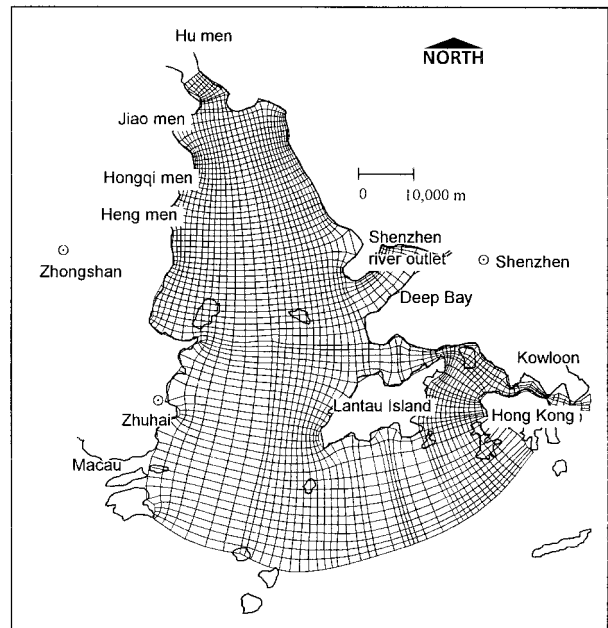 Hu men
NORTH
Jiao men
Hongqi men
0 10,000 m
Heng men
Shenzhen
river outlet
Zhongshan
Shenzhen
Deep Bay
Kowloon
Lantau Island
Hong Kong
Zhuhai
Macau